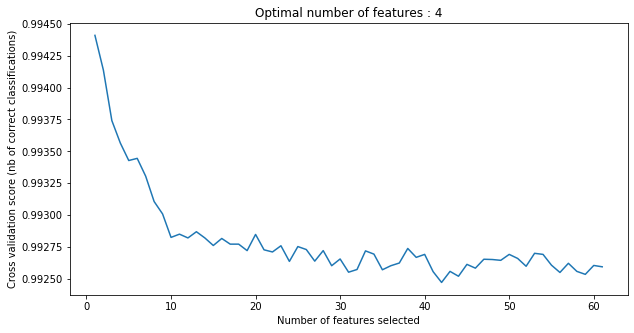 Optimal number of features : 4
Cross validation score (nb of correct classifications)
0.99450
0.99425
0.99400
0.99375
0.99350
0.99325
0.99300
0.99275
0.99250
0 10 20 30 40 50 60
Number of features selected